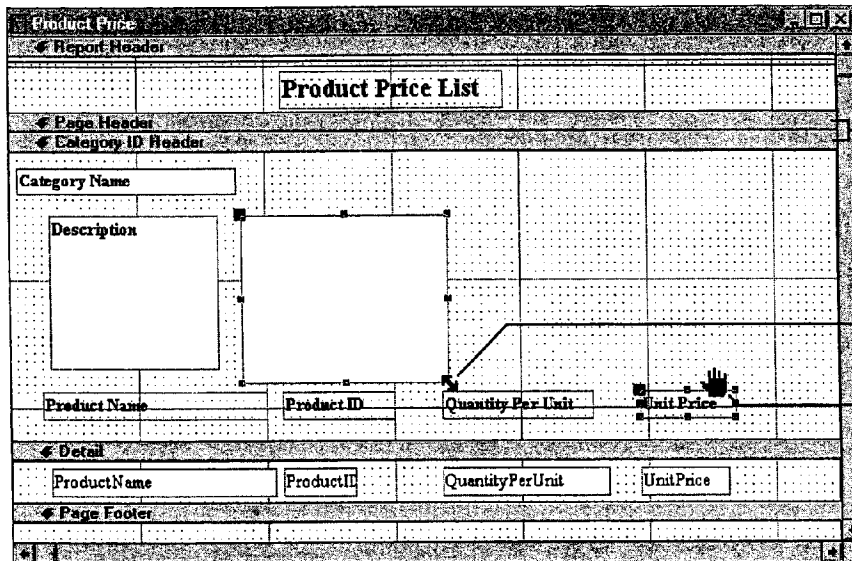 Product Price
Report Header
Product Price List
Page Header
Category ID Header
Category Name
Description
Product Name Product ID Quantity Per Unit Unit Price
Detail
ProductName ProductID QuantityPerUnit UnitPrice
Page Footer